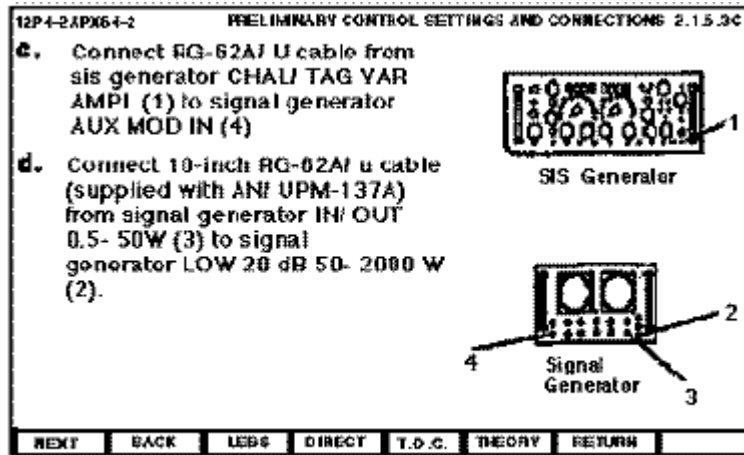 12P4-2APX64-2 PRELIMINARY CONTROL SETTINGS AND CONNECTIONS 2.1.5.3C
c. Connect RG-62A/ U cable from
sis generator CHAL/ TAG VAR
AMPL (1) to signal generator
AUX MOD IN (4)
d. Connect 10-inch RG-62A/ u cable
(supplied with AN/ UPM-137A)
from signal generator IN/ OUT
0.5- 50W (3) to signal
generator LOW 20 dB 50- 2000 W
(2).
1
SIS Generator
2
4
Signal
Generator
3
NEXT BACK LEGS DIRECT T.O.C. THEORY RETURN